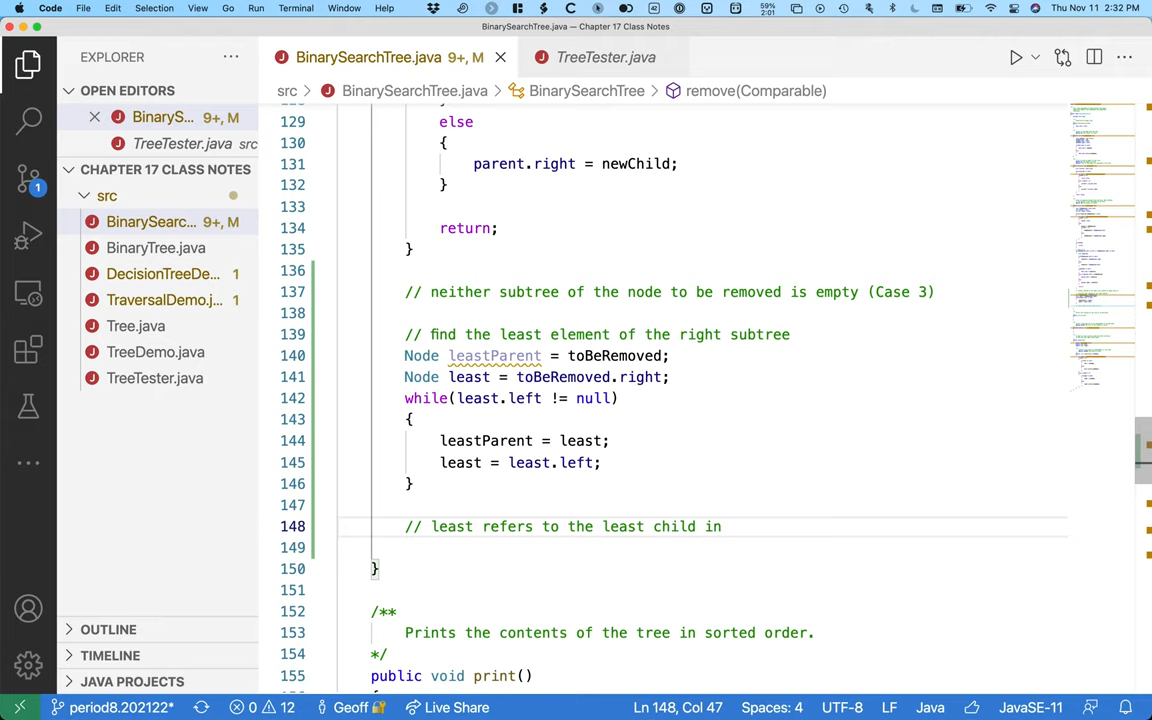 Code File Edit Selection View Go Run Terminal Window Help 42 59% 2:01 Thu Nov 11 2:32 PM
BinarySearchTree.java — Chapter 17 Class Notes
EXPLORER
BinarySearchTree.java 9+, M
TreeTester.java
OPEN EDITORS
src > BinarySearchTree.java > BinarySearchTree > remove(Comparable)
BinaryS... 9+, M
TreeTester.java src
CHAPTER 17 CLASS NOTES
src
BinarySearc... 9+, M
BinaryTree.java
DecisionTreeDe... 1
TraversalDemo.j... 1
Tree.java
TreeDemo.java
TreeTester.java
1
129 else
130 {
131 parent.right = newChild;
132 }
133
134 return;
135 }
136
137 // neither subtree of the node to be removed is empty (Case 3)
138
139 // find the least element of the right subtree
140 Node leastParent = toBeRemoved;
141 Node least = toBeRemoved.right;
142 while(least.left != null)
143 {
144 leastParent = least;
145 least = least.left;
146 }
147
148 // least refers to the least child in
149
150 }
151
152 /**
153 Prints the contents of the tree in sorted order.
154 */
155 public void print()
OUTLINE
TIMELINE
JAVA PROJECTS
period8.202122* 0 12 Geoff Live Share Ln 148, Col 47 Spaces: 4 UTF-8 LF Java JavaSE-11